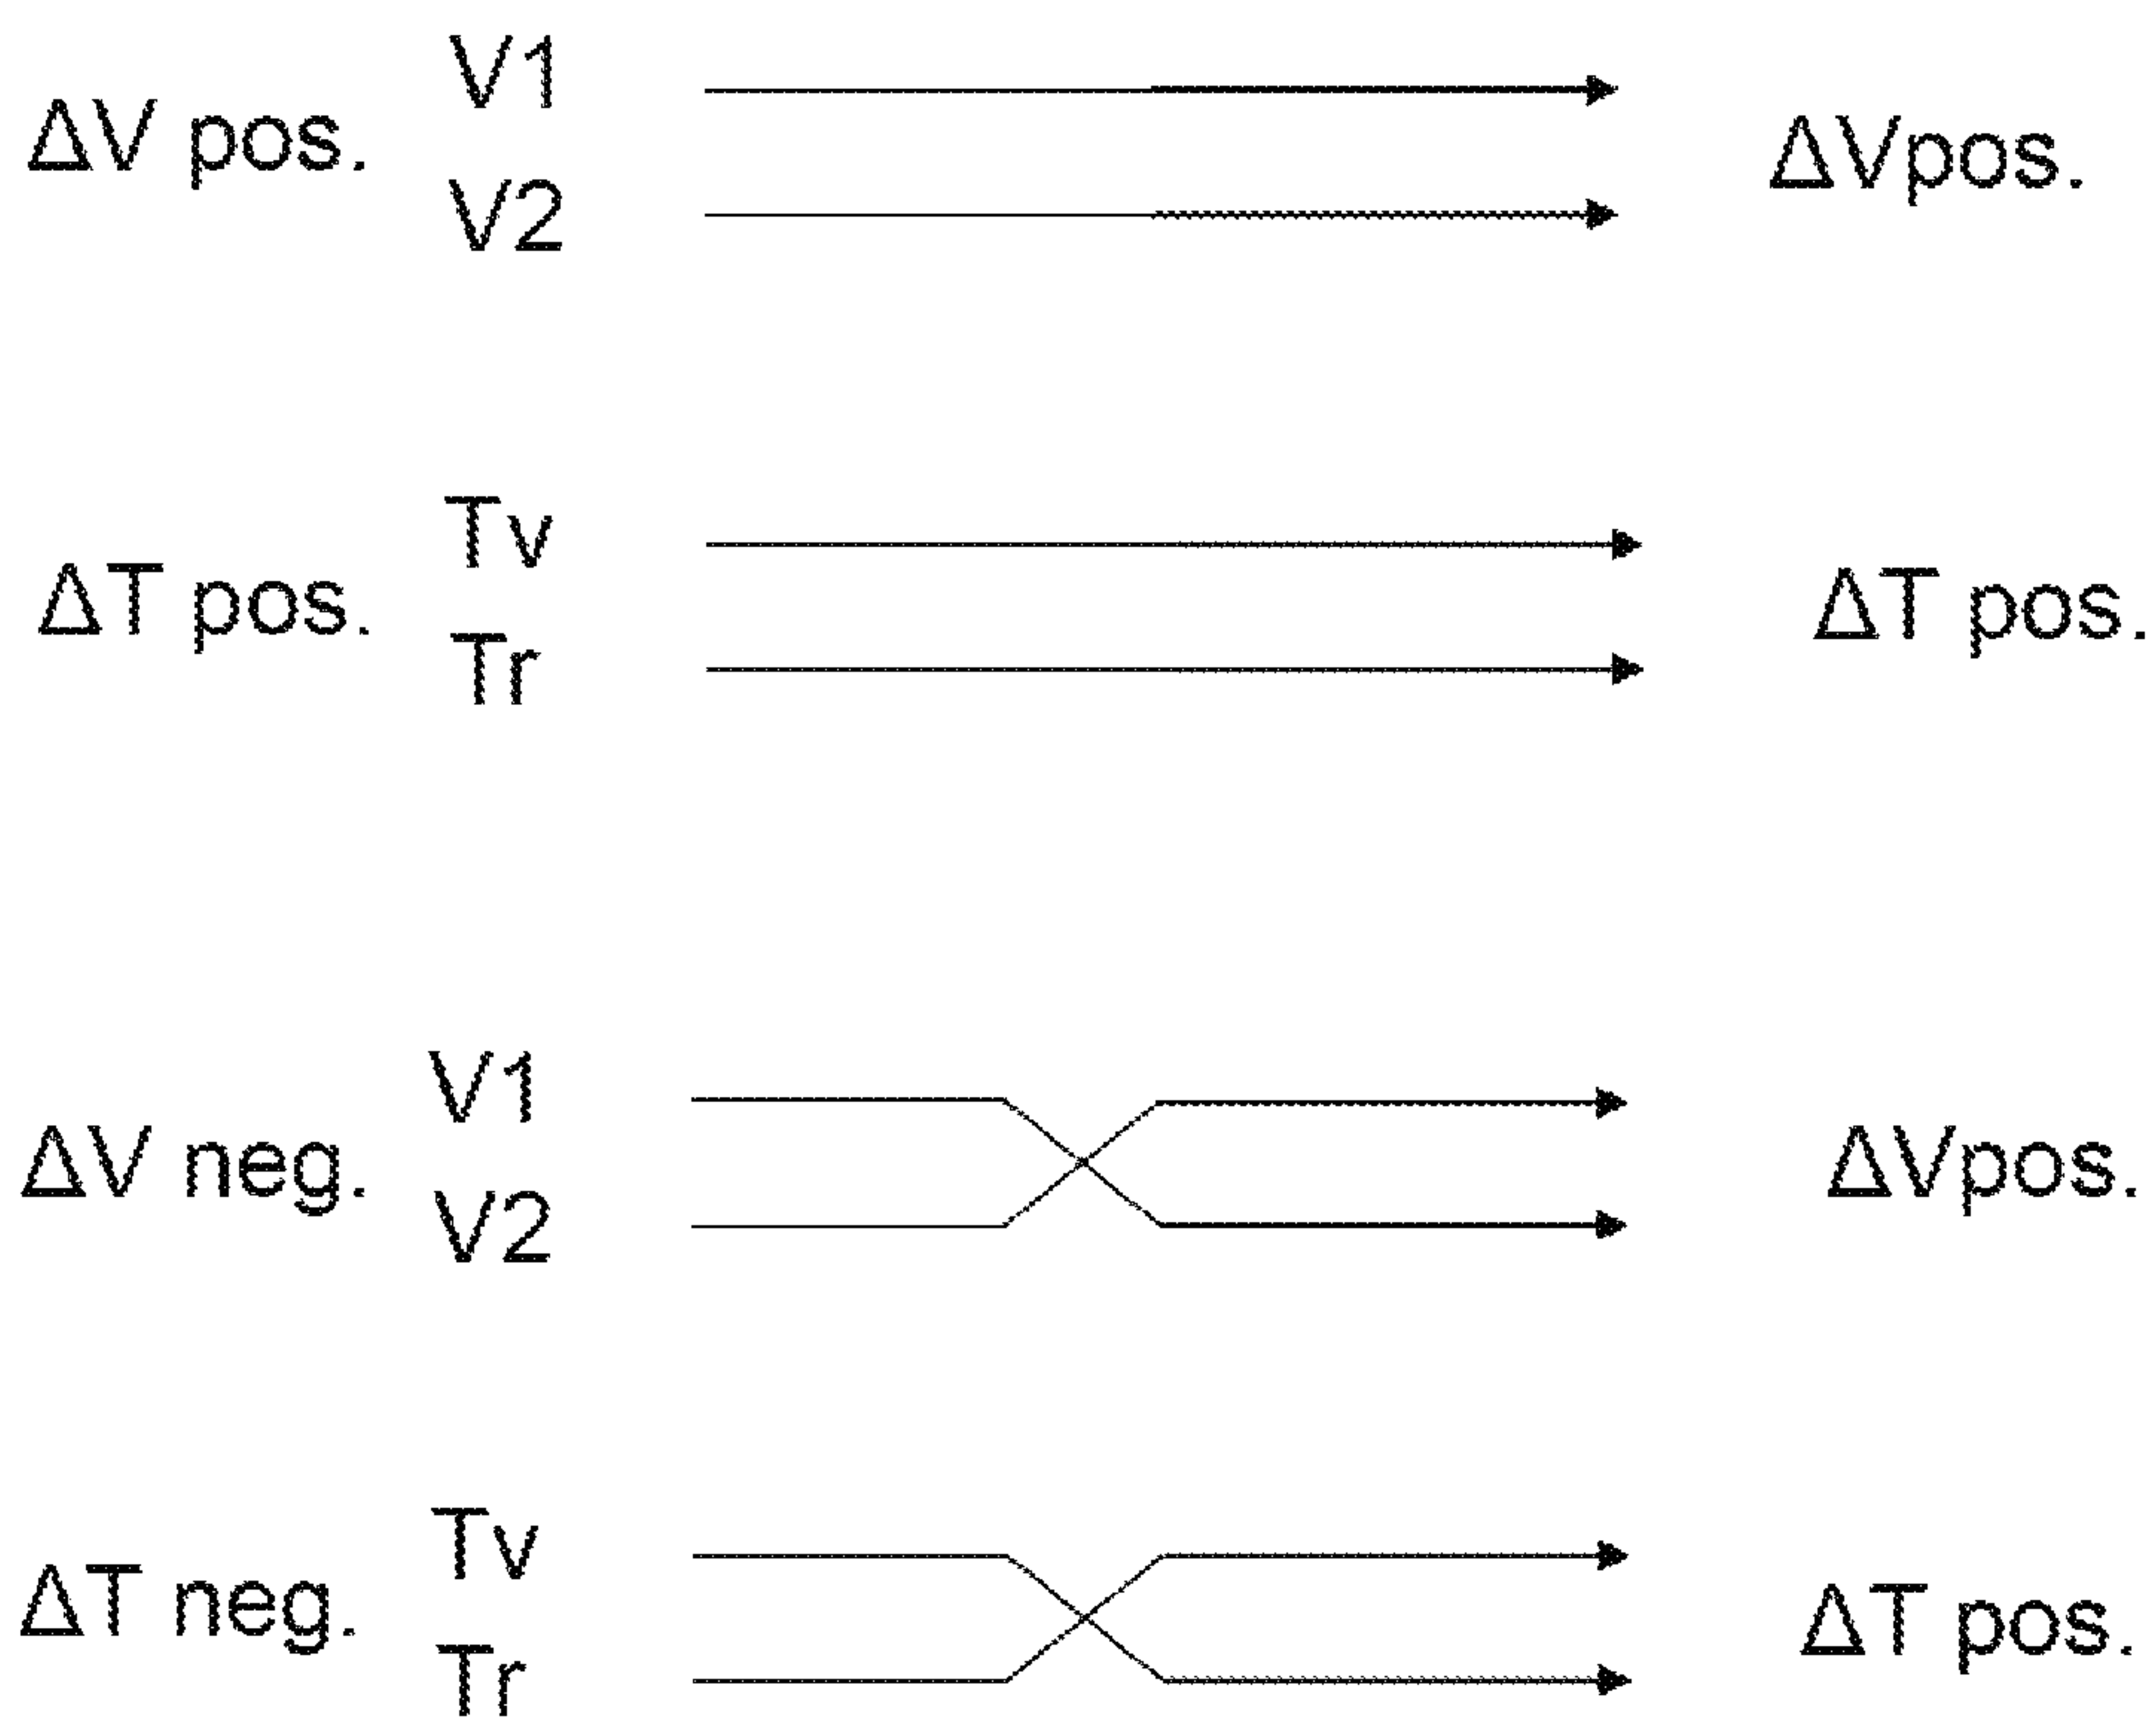 V1
ΔV pos.
ΔVpos.
V2
Tv
ΔT pos.
ΔT pos.
Tr
V1
ΔV neg.
ΔVpos.
V2
Tv
ΔT neg.
ΔT pos.
Tr